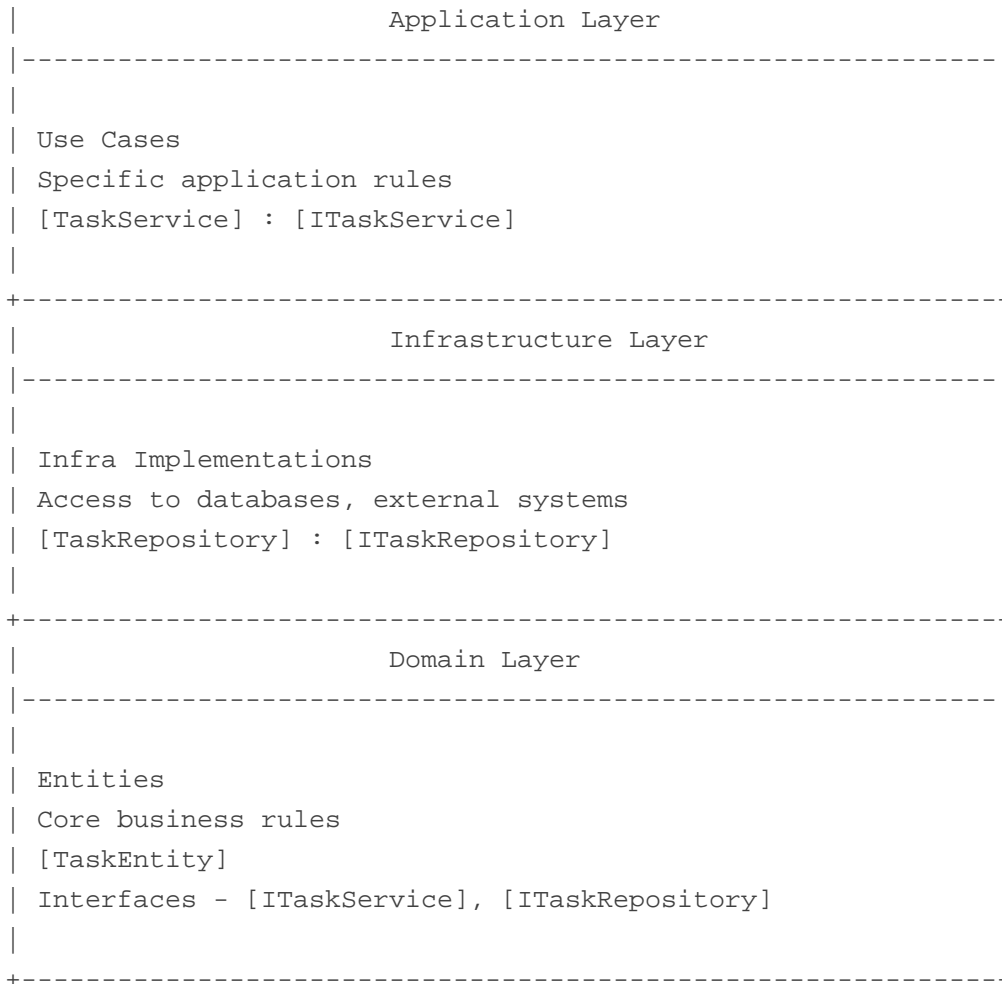 |                        Application Layer
|-------------------------------------------------------------
|
| Use Cases
| Specific application rules
| [TaskService] : [ITaskService]
|
+--------------------------------------------------------------
|                        Infrastructure Layer
|-------------------------------------------------------------
|
| Infra Implementations
| Access to databases, external systems
| [TaskRepository] : [ITaskRepository]
|
+--------------------------------------------------------------
|                        Domain Layer
|-------------------------------------------------------------
|
| Entities
| Core business rules
| [TaskEntity]
| Interfaces - [ITaskService], [ITaskRepository]
|
+--------------------------------------------------------------